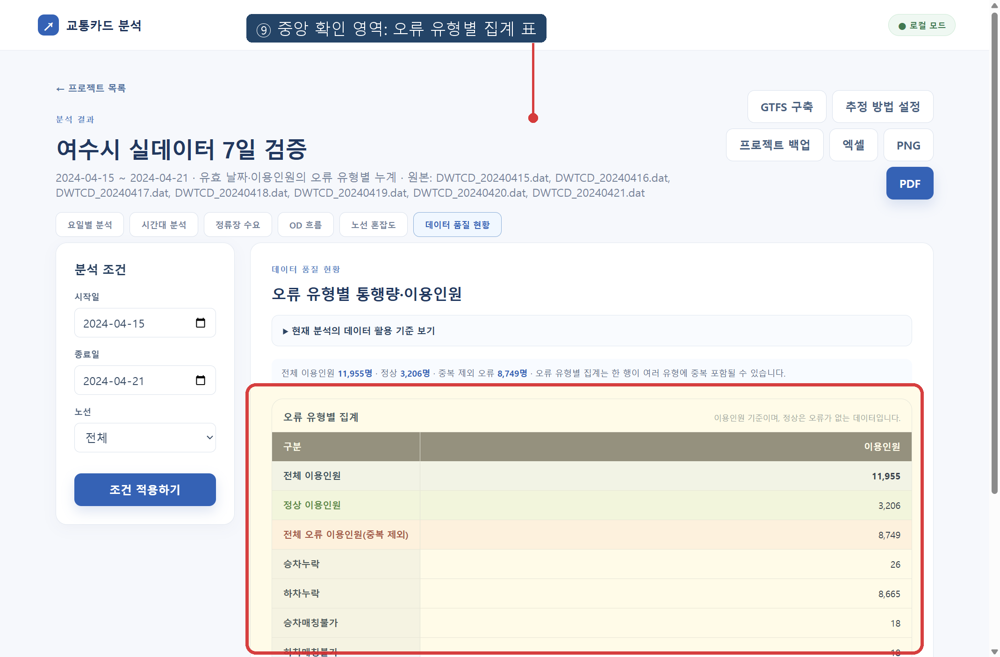 교통카드 분석
⑨ 중앙 확인 영역: 오류 유형별 집계 표
● 로컬 모드
← 프로젝트 목록
GTFS 구축
추정 방법 설정
분석 결과
여수시 실데이터 7일 검증
프로젝트 백업
엑셀
PNG
PDF
2024-04-15 ~ 2024-04-21 · 유효 날짜·이용인원의 오류 유형별 누계 · 원본: DWTCD_20240415.dat, DWTCD_20240416.dat,
DWTCD_20240417.dat, DWTCD_20240418.dat, DWTCD_20240419.dat, DWTCD_20240420.dat, DWTCD_20240421.dat
요일별 분석
시간대 분석
정류장 수요
OD 흐름
노선 혼잡도
데이터 품질 현황
분석 조건
시작일
2024-04-15
종료일
2024-04-21
노선
전체
조건 적용하기
데이터 품질 현황
오류 유형별 통행량·이용인원
▶ 현재 분석의 데이터 활용 기준 보기
전체 이용인원 11,955명 · 정상 3,206명 · 중복 제외 오류 8,749명 · 오류 유형별 집계는 한 행이 여러 유형에 중복 포함될 수 있습니다.
오류 유형별 집계
이용인원 기준이며, 정상은 오류가 없는 데이터입니다.
구분 이용인원
전체 이용인원 11,955
정상 이용인원 3,206
전체 오류 이용인원(중복 제외) 8,749
승차누락 26
하차누락 8,665
승차매칭불가 18
하차매칭불가 18